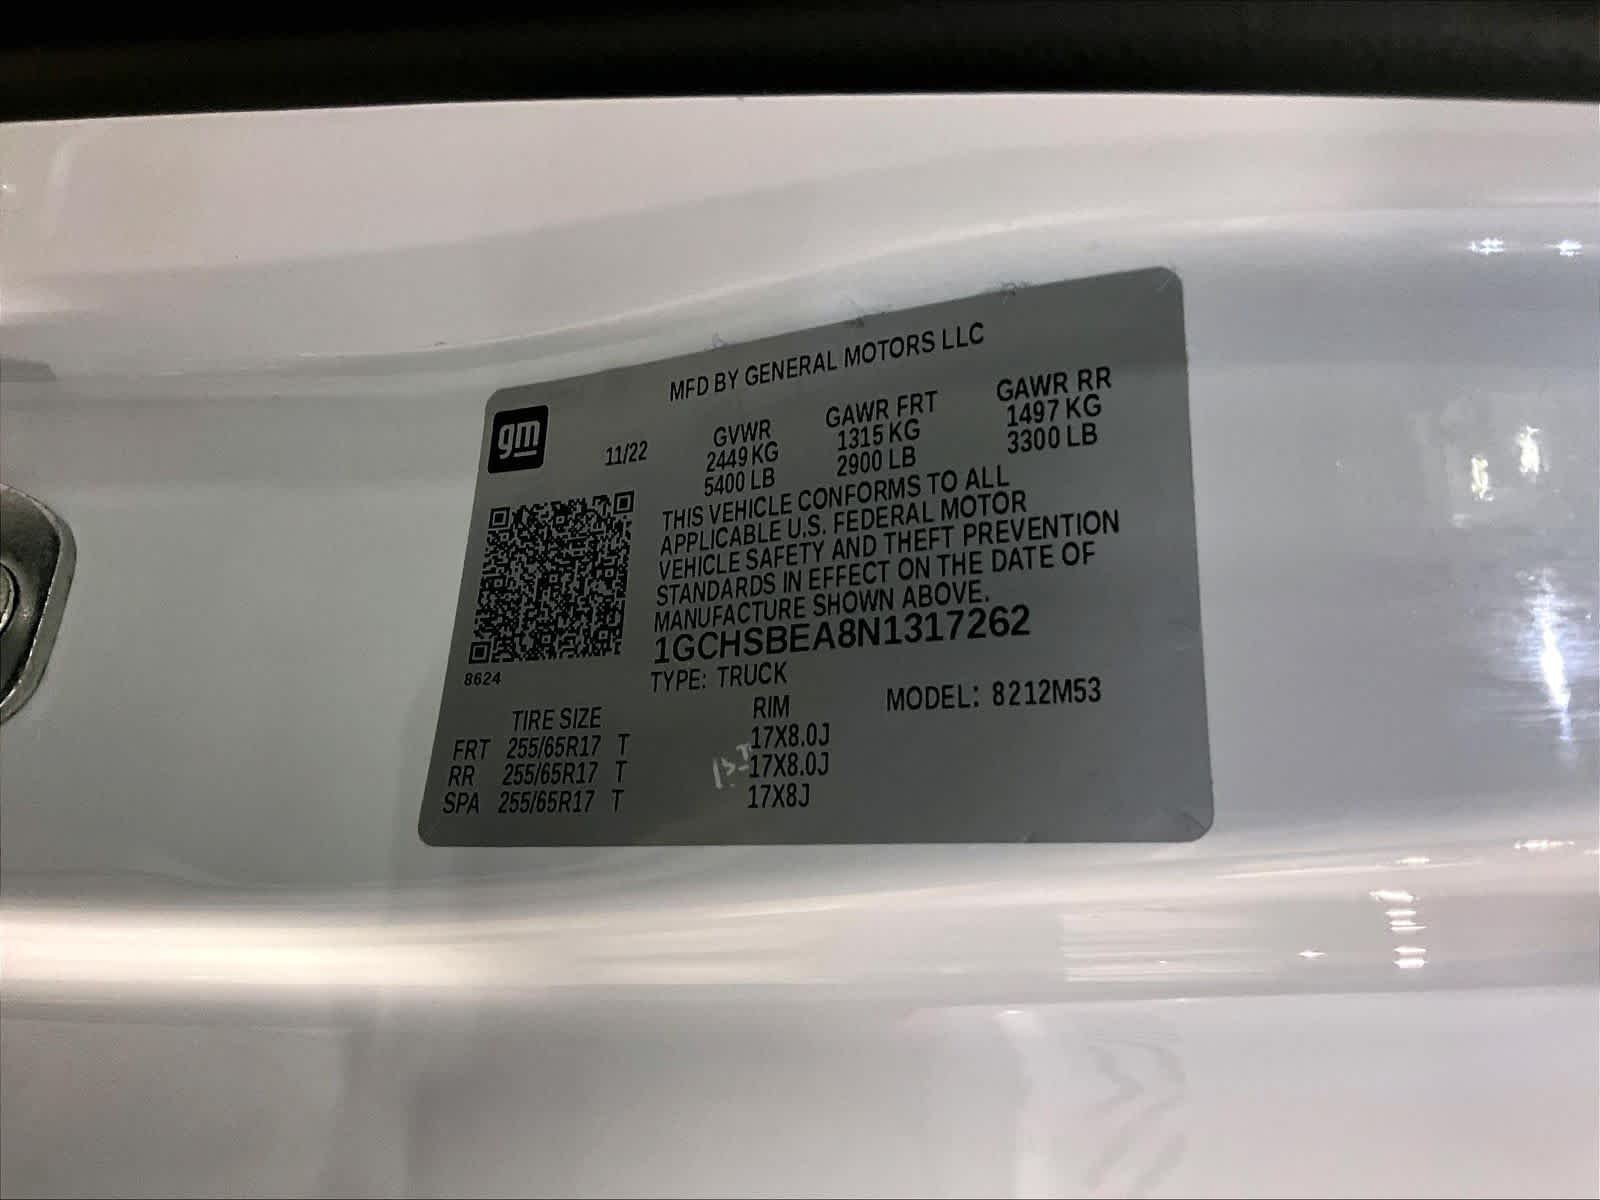 MFD BY GENERAL MOTORS LLC
gm
11/22
GVWR
2449 KG
5400 LB
GAWR FRT
1315 KG
2900 LB
GAWR RR
1497 KG
3300 LB
THIS VEHICLE CONFORMS TO ALL
APPLICABLE U.S. FEDERAL MOTOR
VEHICLE SAFETY AND THEFT PREVENTION
STANDARDS IN EFFECT ON THE DATE OF
MANUFACTURE SHOWN ABOVE.
1GCHSBEA8N1317262
8624
TYPE: TRUCK
MODEL: 8212M53
TIRE SIZE RIM
FRT 255/65R17 T 17X8.0J
RR 255/65R17 T 17X8.0J
SPA 255/65R17 T 17X8J